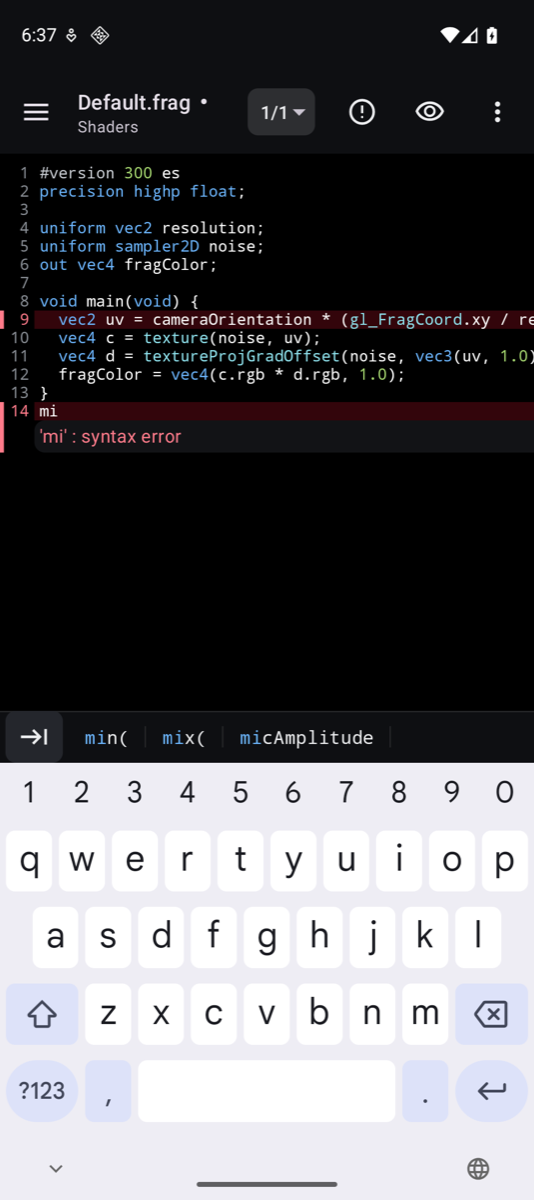 6:37
Default.frag •
Shaders
1/1
1 #version 300 es
2 precision highp float;
3
4 uniform vec2 resolution;
5 uniform sampler2D noise;
6 out vec4 fragColor;
7
8 void main(void) {
9 vec2 uv = cameraOrientation * (gl_FragCoord.xy / re
10 vec4 c = texture(noise, uv);
11 vec4 d = textureProjGradOffset(noise, vec3(uv, 1.0)
12 fragColor = vec4(c.rgb * d.rgb, 1.0);
13 }
14 mi
'mi' : syntax error
min( mix( micAmplitude
1 2 3 4 5 6 7 8 9 0
q w e r t y u i o p
a s d f g h j k l
z x c v b n m
?123 , .